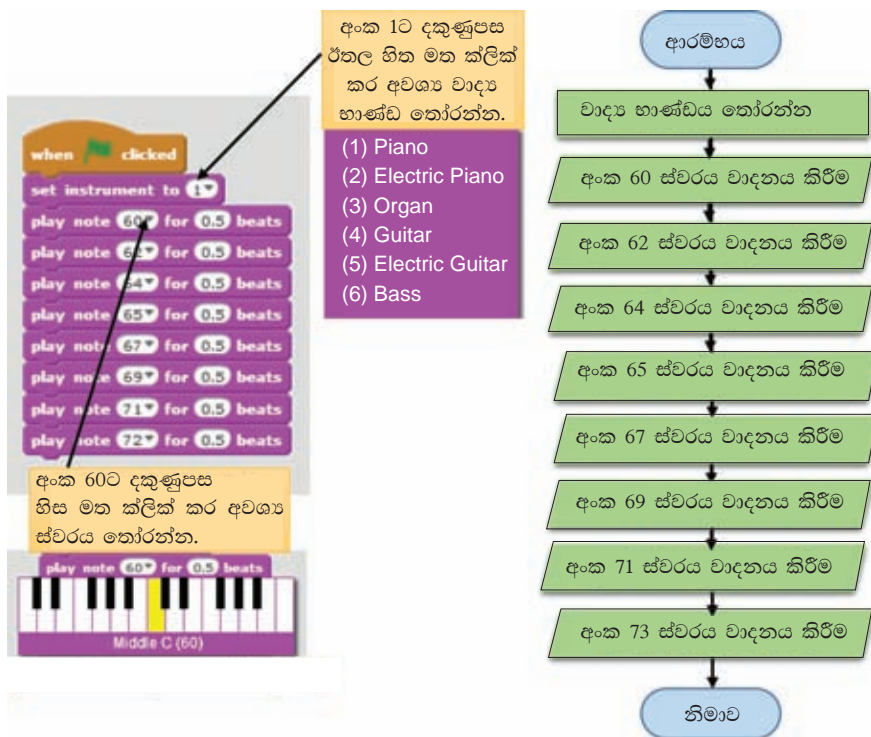 අංක 1ට දකුණුපස
ඊතල හිත මත ක්ලික්
කර අවශ්‍ය වාද්‍ය
භාණ්ඩ තෝරන්න.
when clicked
set instrument to 1
play note 60 for 0.5 beats
play note 62 for 0.5 beats
play note 64 for 0.5 beats
play note 65 for 0.5 beats
play note 67 for 0.5 beats
play note 69 for 0.5 beats
play note 71 for 0.5 beats
play note 72 for 0.5 beats
(1) Piano
(2) Electric Piano
(3) Organ
(4) Guitar
(5) Electric Guitar
(6) Bass
අංක 60ට දකුණුපස
හිස මත ක්ලික් කර අවශ්‍ය
ස්වරය තෝරන්න.
play note 60 for 0.5 beats
Middle C (60)
ආරම්භය
වාද්‍ය භාණ්ඩය තෝරන්න
අංක 60 ස්වරය වාදනය කිරීම
අංක 62 ස්වරය වාදනය කිරීම
අංක 64 ස්වරය වාදනය කිරීම
අංක 65 ස්වරය වාදනය කිරීම
අංක 67 ස්වරය වාදනය කිරීම
අංක 69 ස්වරය වාදනය කිරීම
අංක 71 ස්වරය වාදනය කිරීම
අංක 73 ස්වරය වාදනය කිරීම
නිමාව